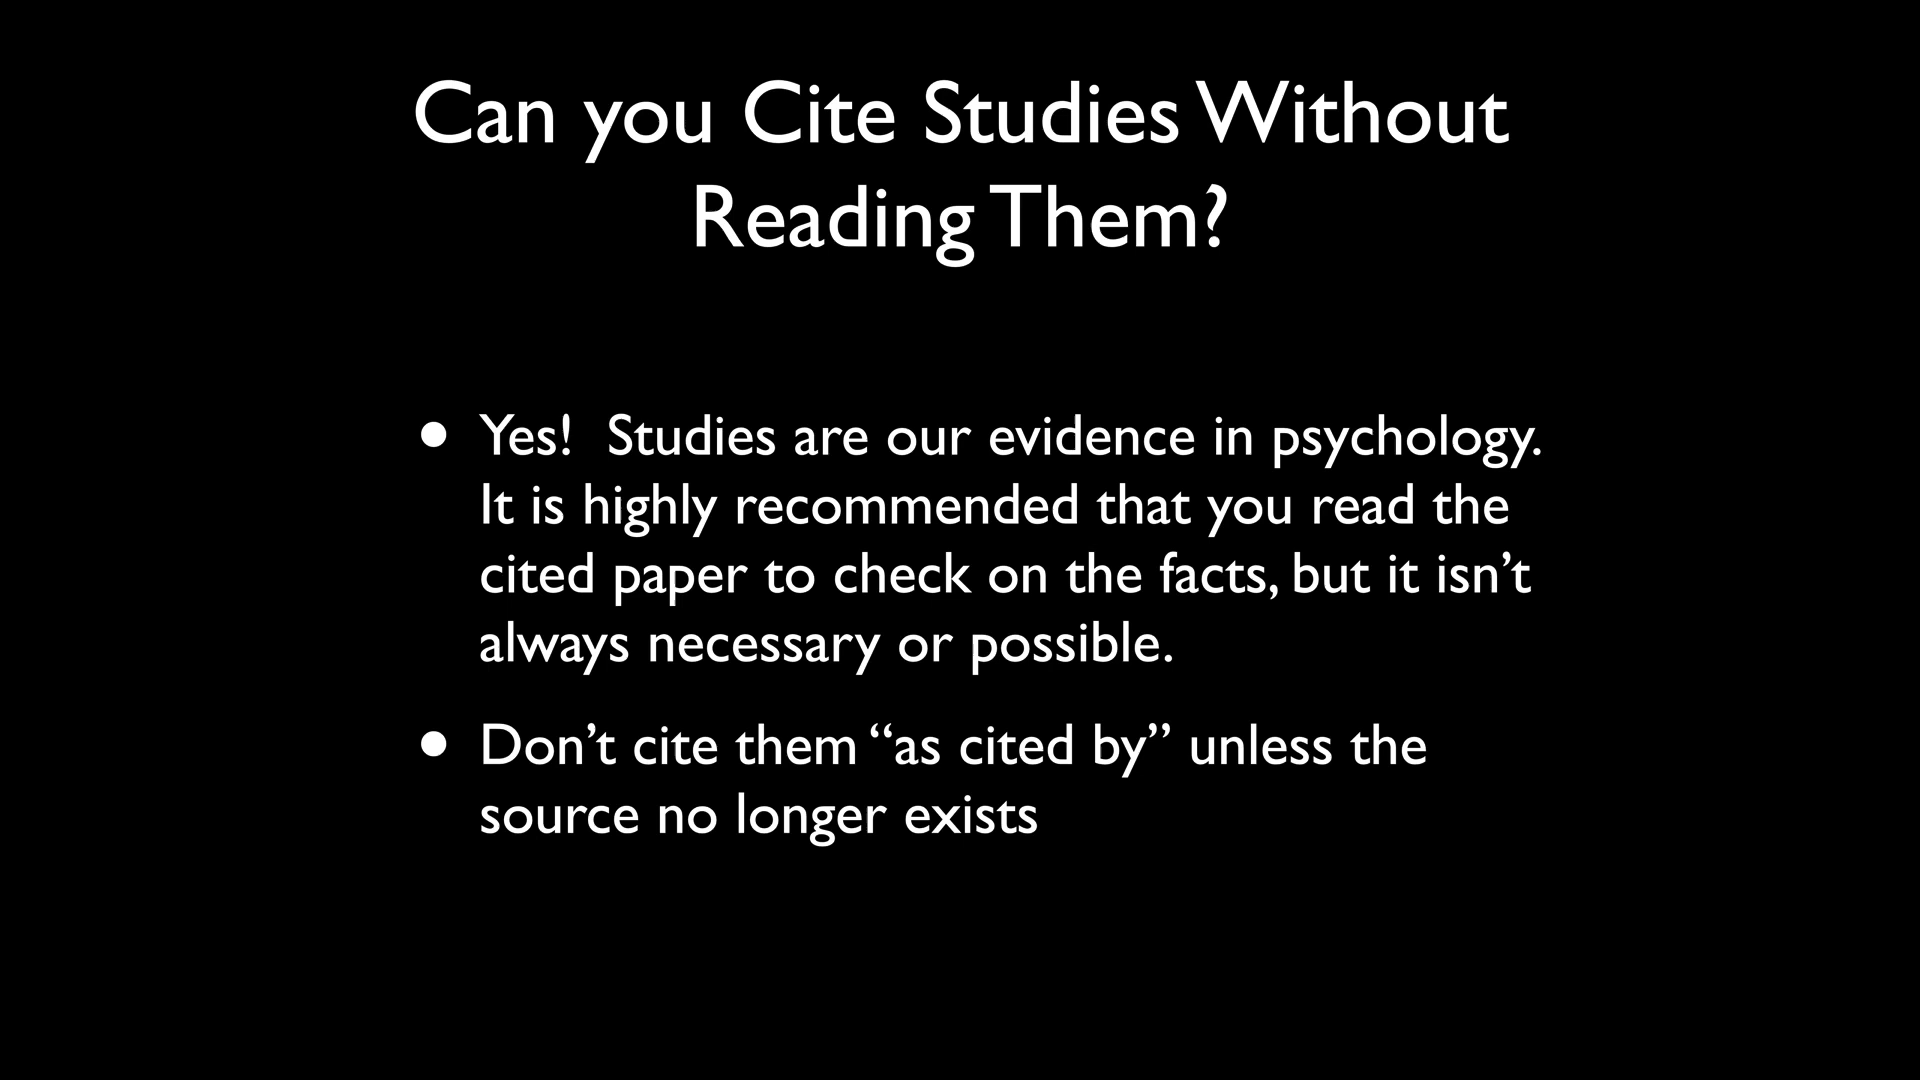 Can you Cite Studies Without
Reading Them?
• Yes!  Studies are our evidence in psychology.
It is highly recommended that you read the
cited paper to check on the facts, but it isn’t
always necessary or possible.
• Don’t cite them “as cited by” unless the
source no longer exists